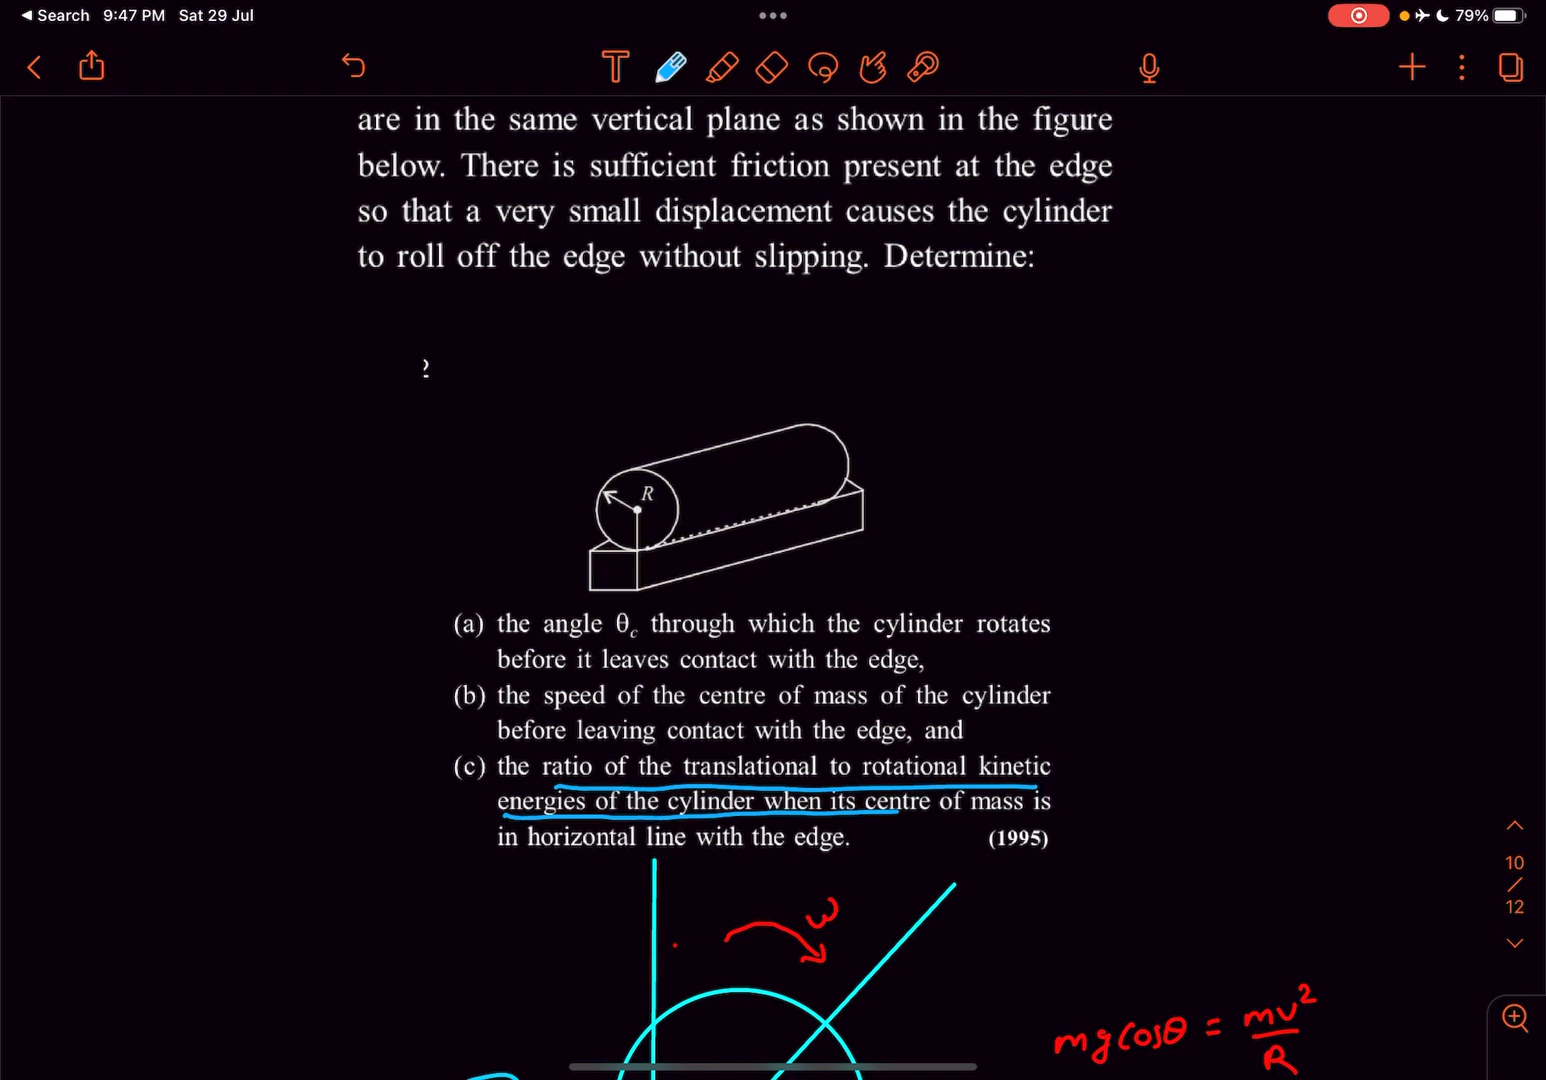 ◀ Search 9:47 PM Sat 29 Jul
79%
T
are in the same vertical plane as shown in the figure
below. There is sufficient friction present at the edge
so that a very small displacement causes the cylinder
to roll off the edge without slipping. Determine:
R
(a) the angle θc through which the cylinder rotates
before it leaves contact with the edge,
(b) the speed of the centre of mass of the cylinder
before leaving contact with the edge, and
(c) the ratio of the translational to rotational kinetic
energies of the cylinder when its centre of mass is
in horizontal line with the edge. (1995)
10
/
12
ω
mgcosθ = mv²/R